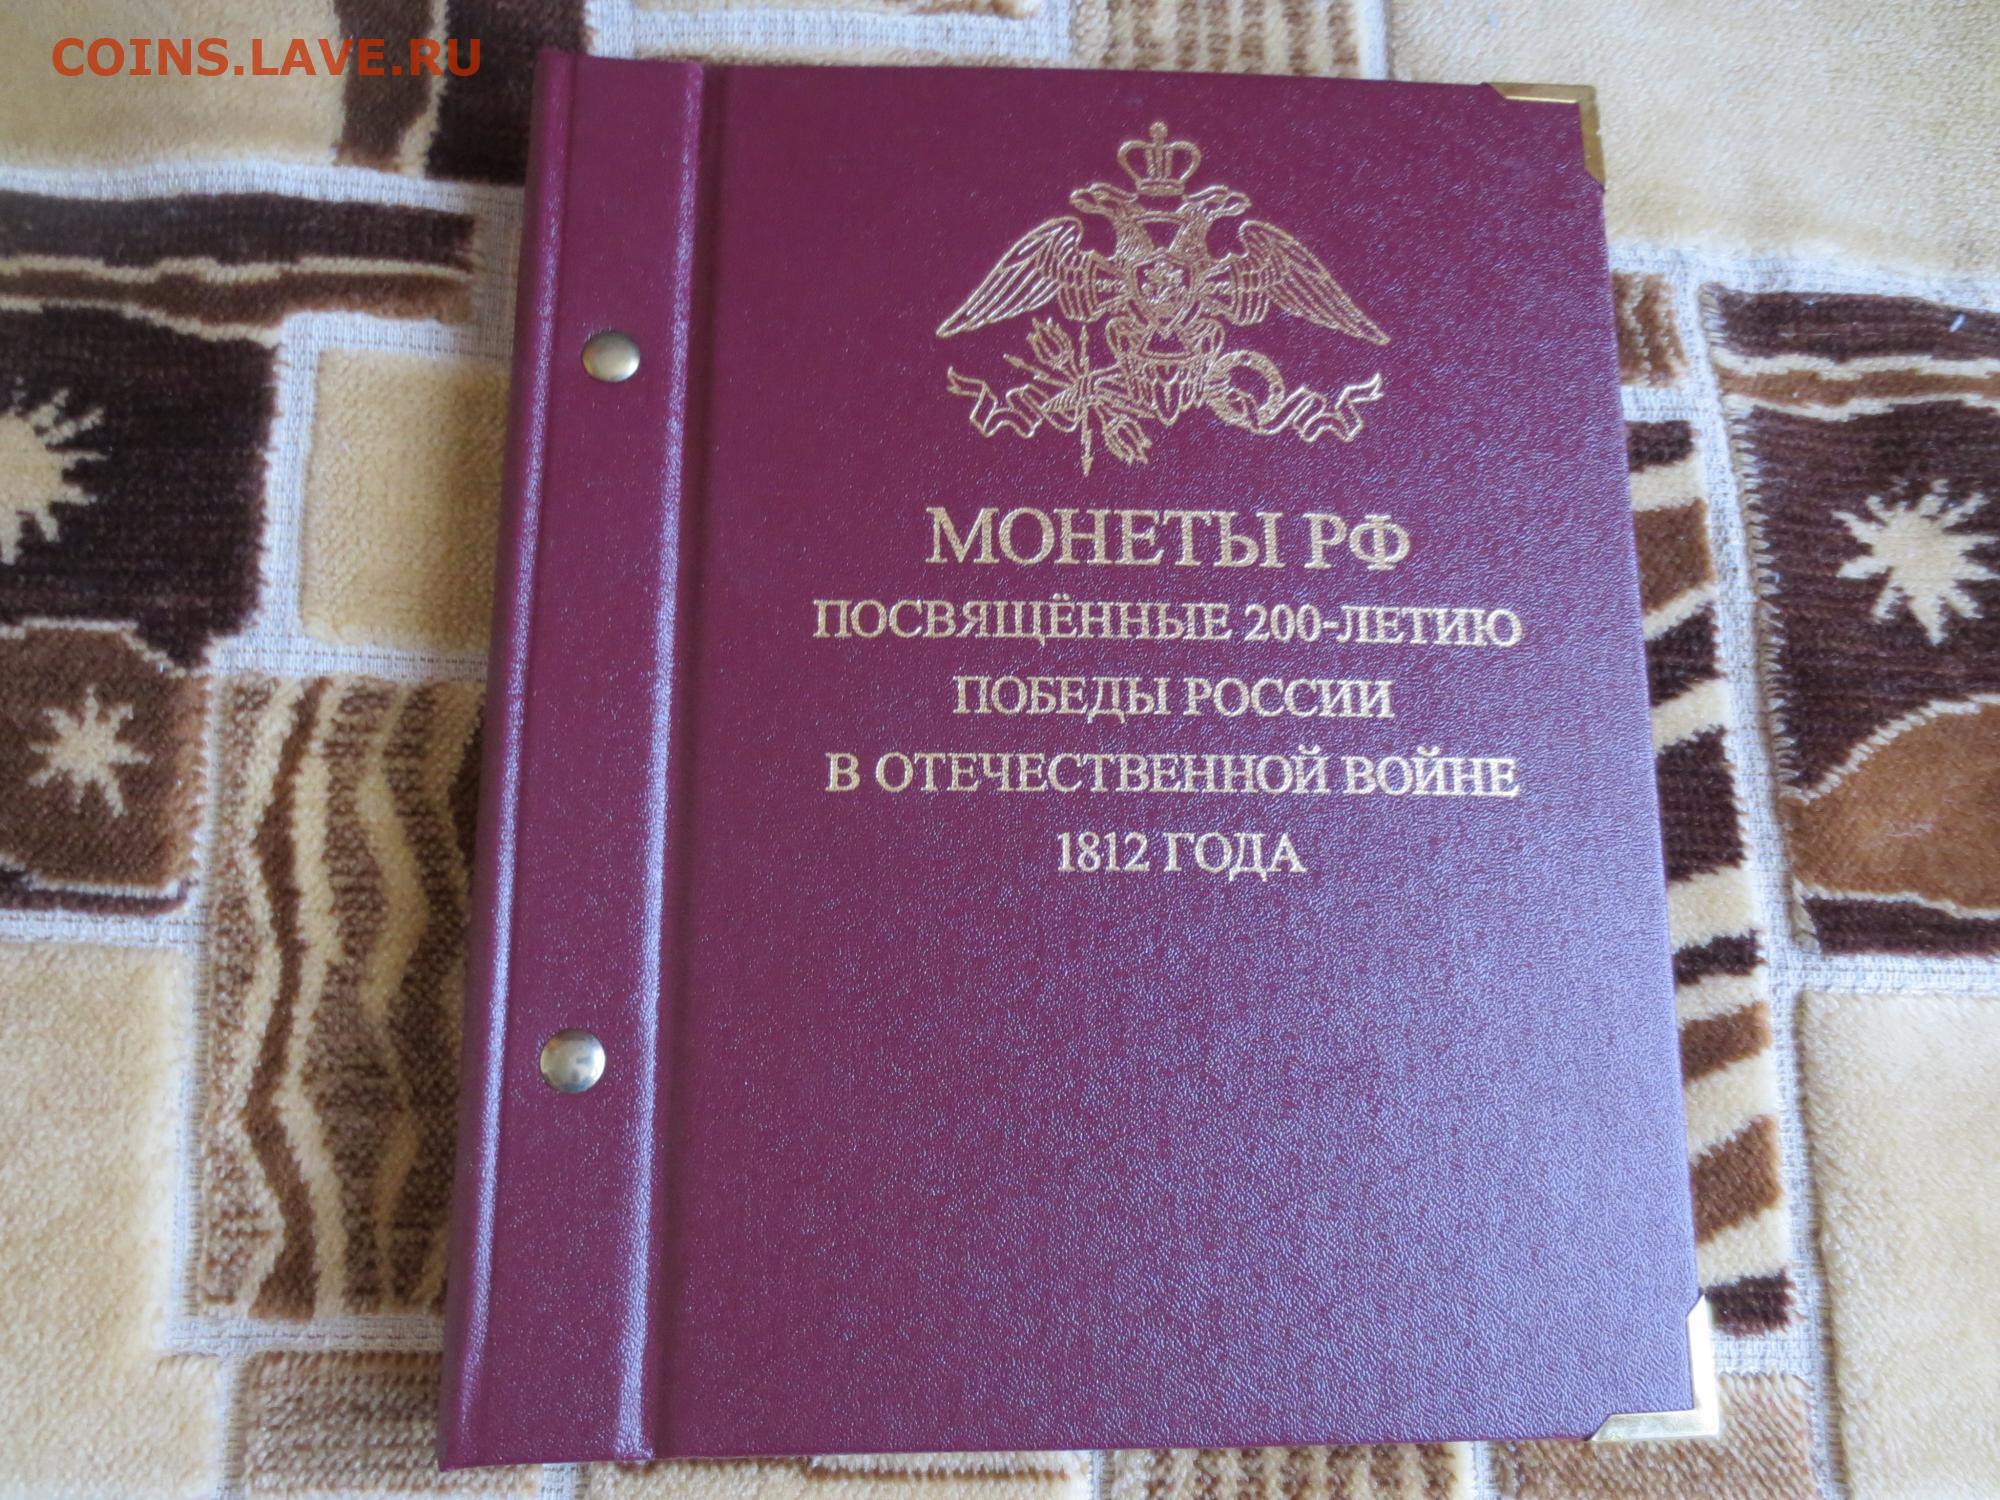 COINS.LAVE.RU
МОНЕТЫ РФ
ПОСВЯЩЁННЫЕ 200-ЛЕТИЮ
ПОБЕДЫ РОССИИ
В ОТЕЧЕСТВЕННОЙ ВОЙНЕ
1812 ГОДА